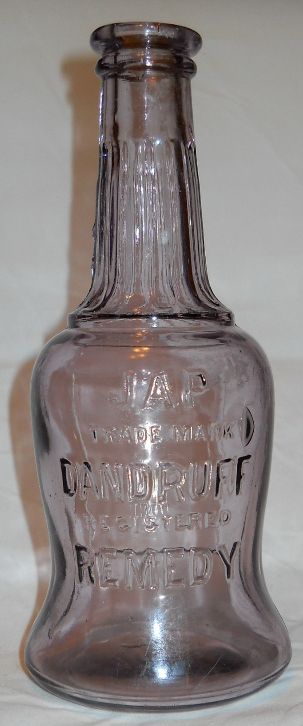 JAP
TRADE MARK
DANDRUFF
REGISTERED
REMEDY